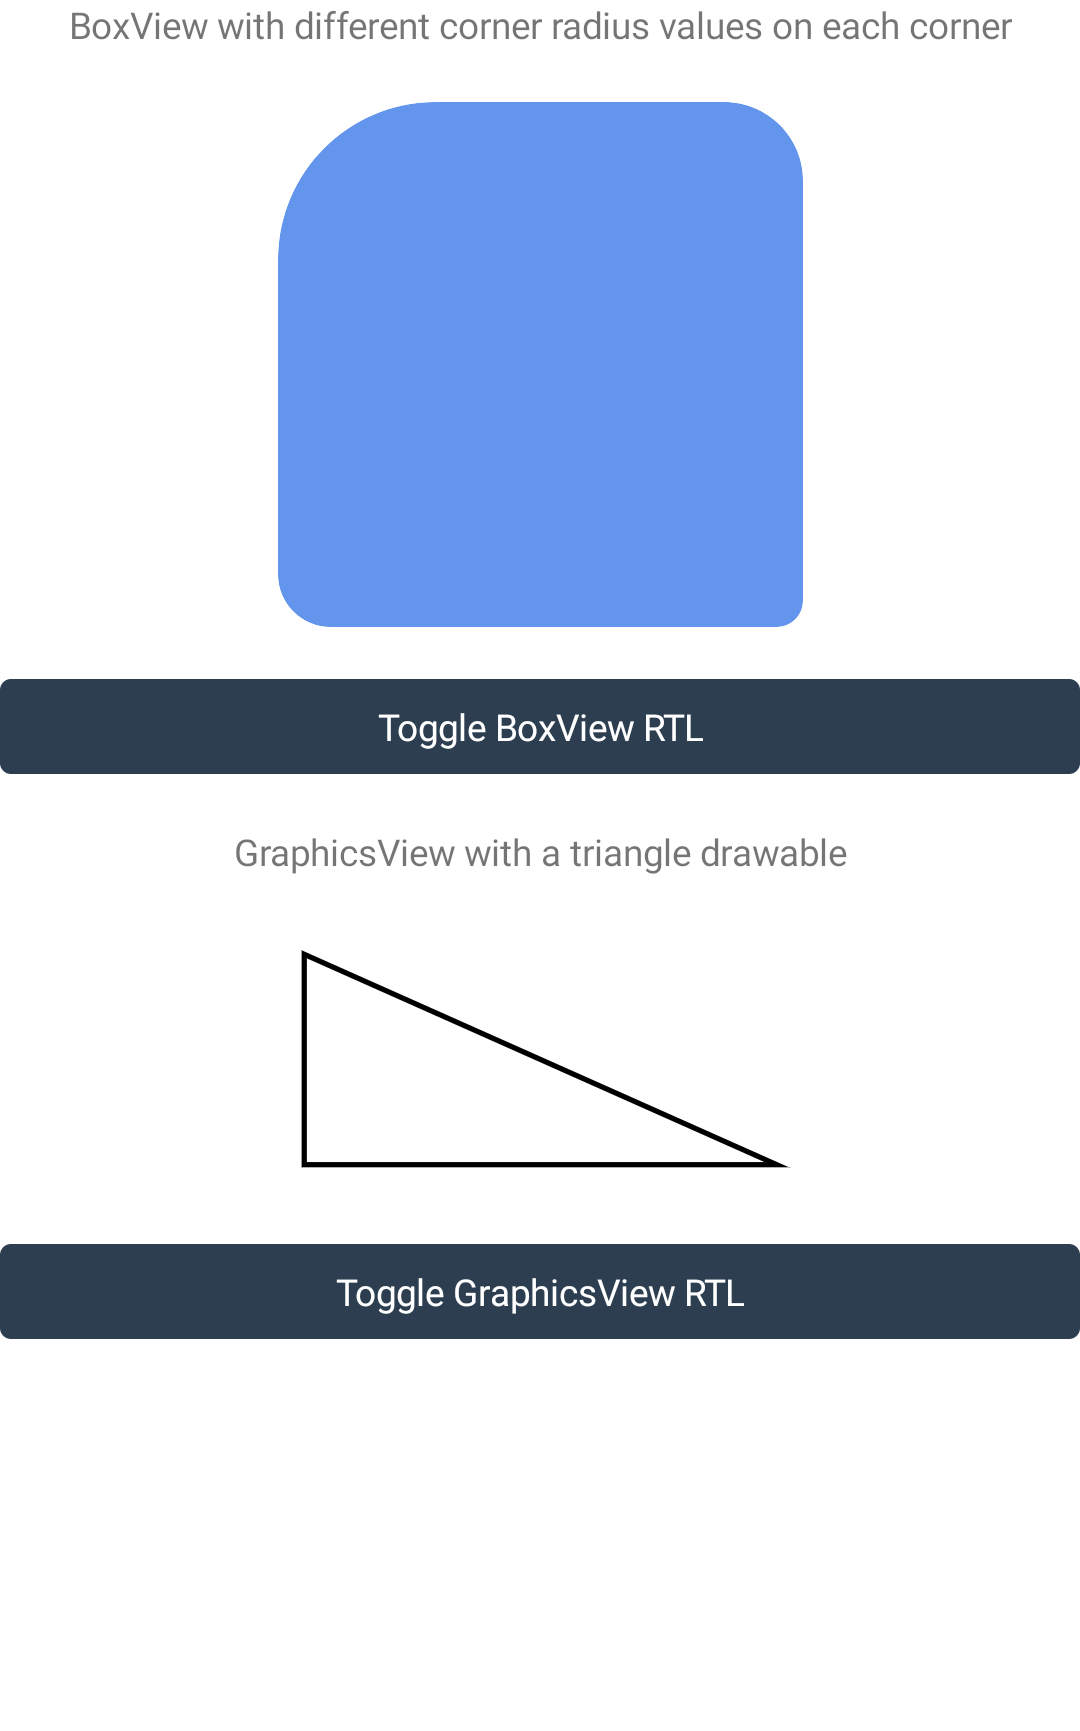 BoxView with different corner radius values on each corner
Toggle BoxView RTL
GraphicsView with a triangle drawable
Toggle GraphicsView RTL